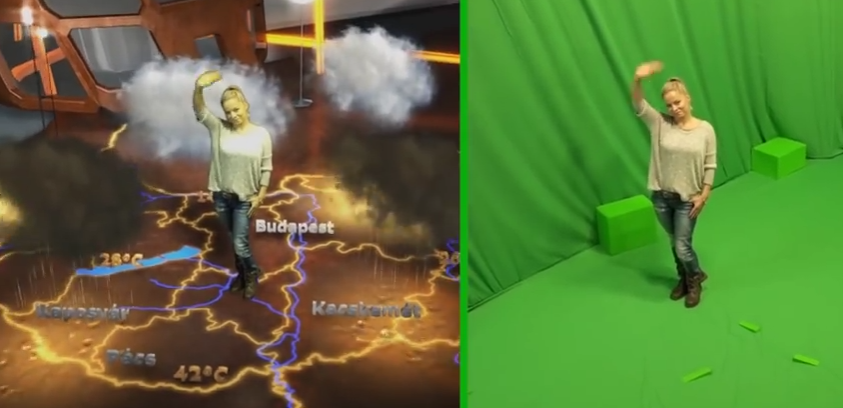 Budapest
28°C
Kaposvár
Kecskemét
Pécs
42°C